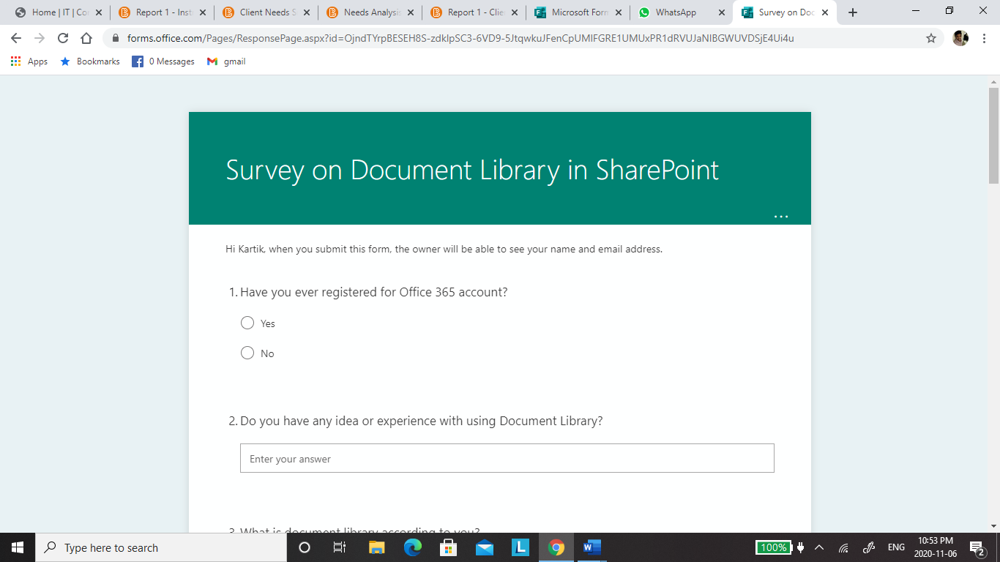 Home | IT | Co
Report 1 - Inst
Client Needs S
Needs Analysis
Report 1 - Clie
Microsoft Form
WhatsApp
Survey on Doc
forms.office.com/Pages/ResponsePage.aspx?id=OjndTYrpBESEH8S-zdklpSC3-6VD9-5JtqwkuJFenCpUMlFGRE1UMUxPR1dRVUJaNlBGWUVDSjE4Ui4u
Apps
Bookmarks
0 Messages
gmail
Survey on Document Library in SharePoint
...
Hi Kartik, when you submit this form, the owner will be able to see your name and email address.
1. Have you ever registered for Office 365 account?
Yes
No
2. Do you have any idea or experience with using Document Library?
Enter your answer
3. What is document library according to you?
Type here to search
100%
ENG
10:53 PM
2020-11-06
2